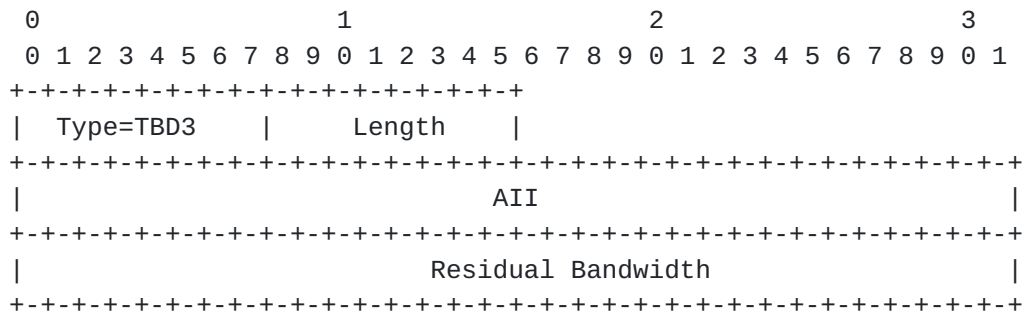 0                   1                   2                   3
 0 1 2 3 4 5 6 7 8 9 0 1 2 3 4 5 6 7 8 9 0 1 2 3 4 5 6 7 8 9 0 1
+-+-+-+-+-+-+-+-+-+-+-+-+-+-+-+-+
|  Type=TBD3    |     Length    |
+-+-+-+-+-+-+-+-+-+-+-+-+-+-+-+-+-+-+-+-+-+-+-+-+-+-+-+-+-+-+-+-+
|                              AII                              |
+-+-+-+-+-+-+-+-+-+-+-+-+-+-+-+-+-+-+-+-+-+-+-+-+-+-+-+-+-+-+-+-+
|                          Residual Bandwidth                   |
+-+-+-+-+-+-+-+-+-+-+-+-+-+-+-+-+-+-+-+-+-+-+-+-+-+-+-+-+-+-+-+-+